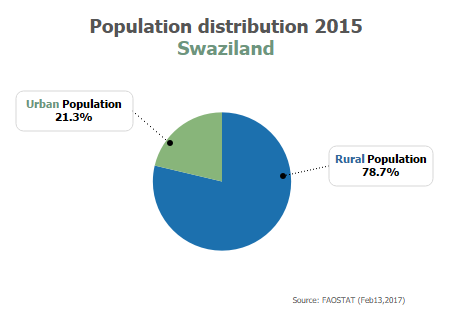 Population distribution 2015
Swaziland
Urban Population
21.3%
Rural Population
78.7%
Source: FAOSTAT (Feb13,2017)